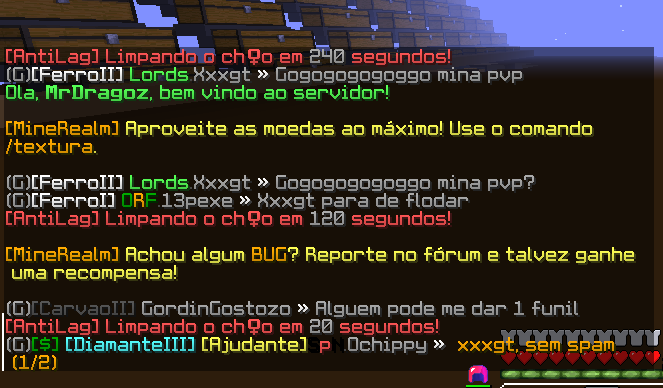 [AntiLag] Limpando o ch♀o em 240 segundos!
(G)[FerroII] Lords.Xxxgt » Gogogogogoggo mina pvp
Ola, MrDragoz, bem vindo ao servidor!
[MineRealm] Aproveite as moedas ao máximo! Use o comando
/textura.
(G)[FerroII] Lords.Xxxgt » Gogogogogoggo mina pvp?
(G)[FerroI] ORF.13pexe » Xxxgt para de flodar
[AntiLag] Limpando o ch♀o em 120 segundos!
[MineRealm] Achou algum BUG? Reporte no fórum e talvez ganhe
uma recompensa!
(G)[CarvaoII] GordinGostozo » Alguem pode me dar 1 funil
[AntiLag] Limpando o ch♀o em 20 segundos!
(G)[$] [DiamanteIII] [Ajudante] Ochippy » xxxgt, sem spam
(1/2)